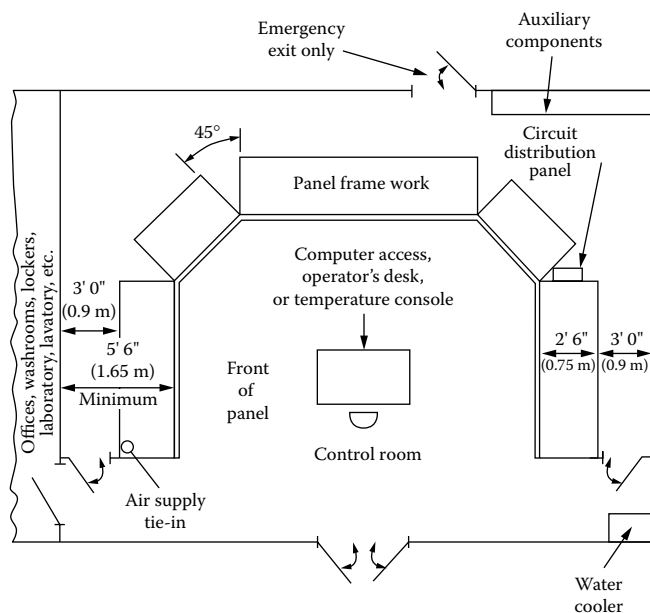 Emergency
exit only
Auxiliary
components
45°
Circuit
distribution
panel
Panel frame work
Offices, washrooms, lockers,
laboratory, lavatory, etc.
Computer access,
operator's desk,
or temperature console
3' 0"
(0.9 m)
5' 6"
(1.65 m)
Minimum
Front
of
panel
2' 6"
(0.75 m)
3' 0"
(0.9 m)
Control room
Air supply
tie-in
Water
cooler